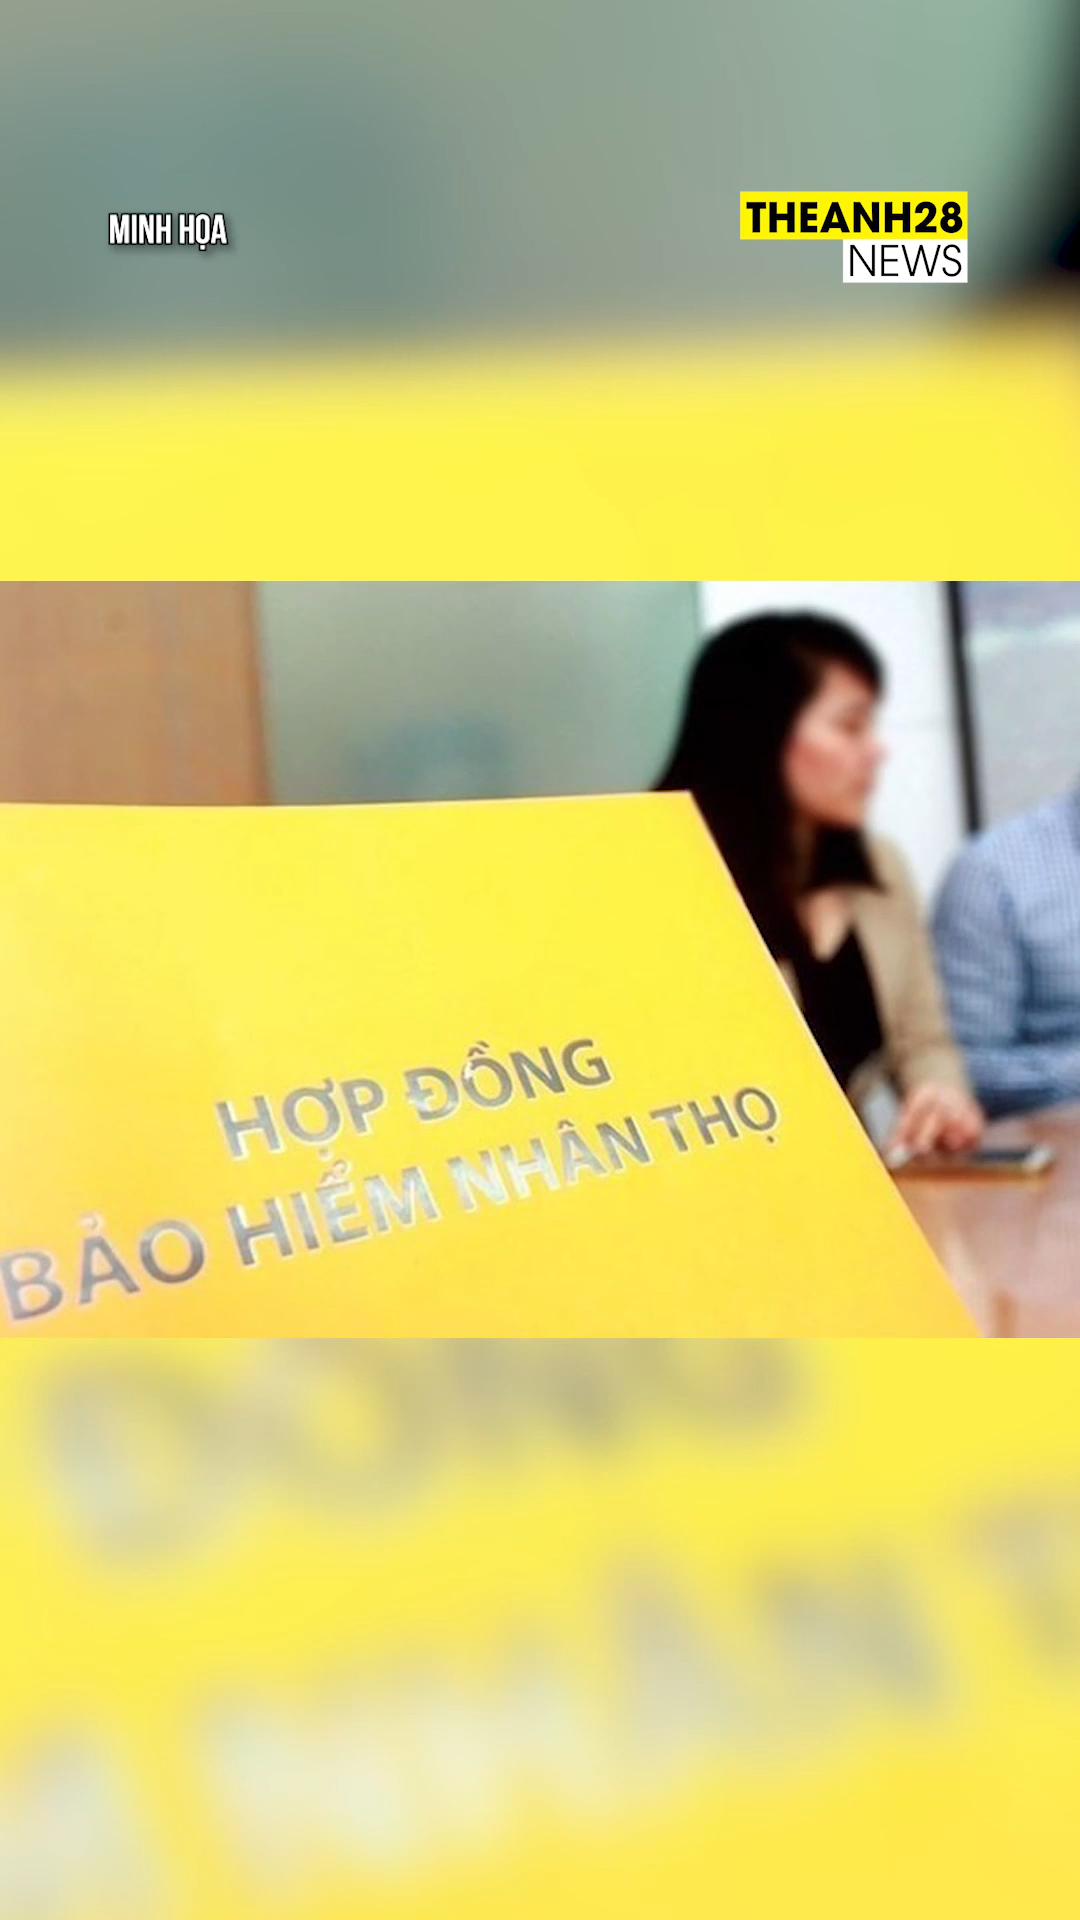 MINH HỌA
THEANH28
NEWS
HỢP ĐỒNG
BẢO HIỂM NHÂN THỌ